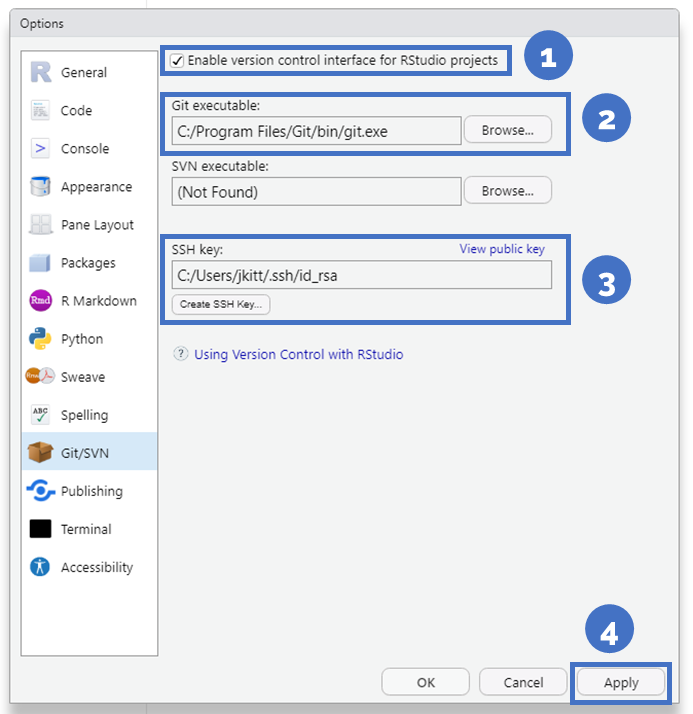 Options
General
Code
Console
Appearance
Pane Layout
Packages
Rmd R Markdown
Python
Sweave
ABC Spelling
Git/SVN
Publishing
Terminal
Accessibility
Enable version control interface for RStudio projects
1
Git executable:
C:/Program Files/Git/bin/git.exe
Browse...
2
SVN executable:
(Not Found)
Browse...
SSH key:
View public key
C:/Users/jkitt/.ssh/id_rsa
Create SSH Key...
3
? Using Version Control with RStudio
4
OK
Cancel
Apply